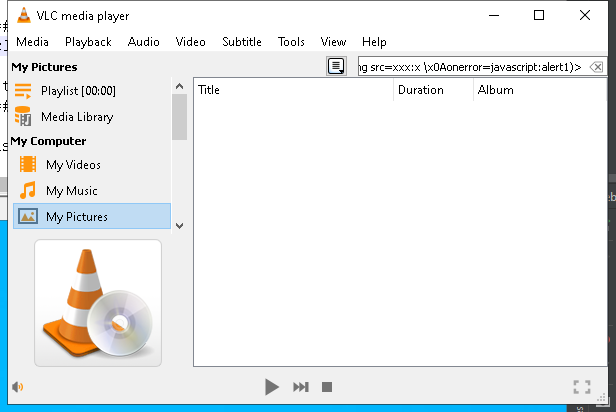 VLC media player
Media Playback Audio Video Subtitle Tools View Help
My Pictures
ng src=xxx:x \x0Aonerror=javascript:alert1)>
Playlist [00:00]
Title Duration Album
Media Library
My Computer
My Videos
My Music
My Pictures